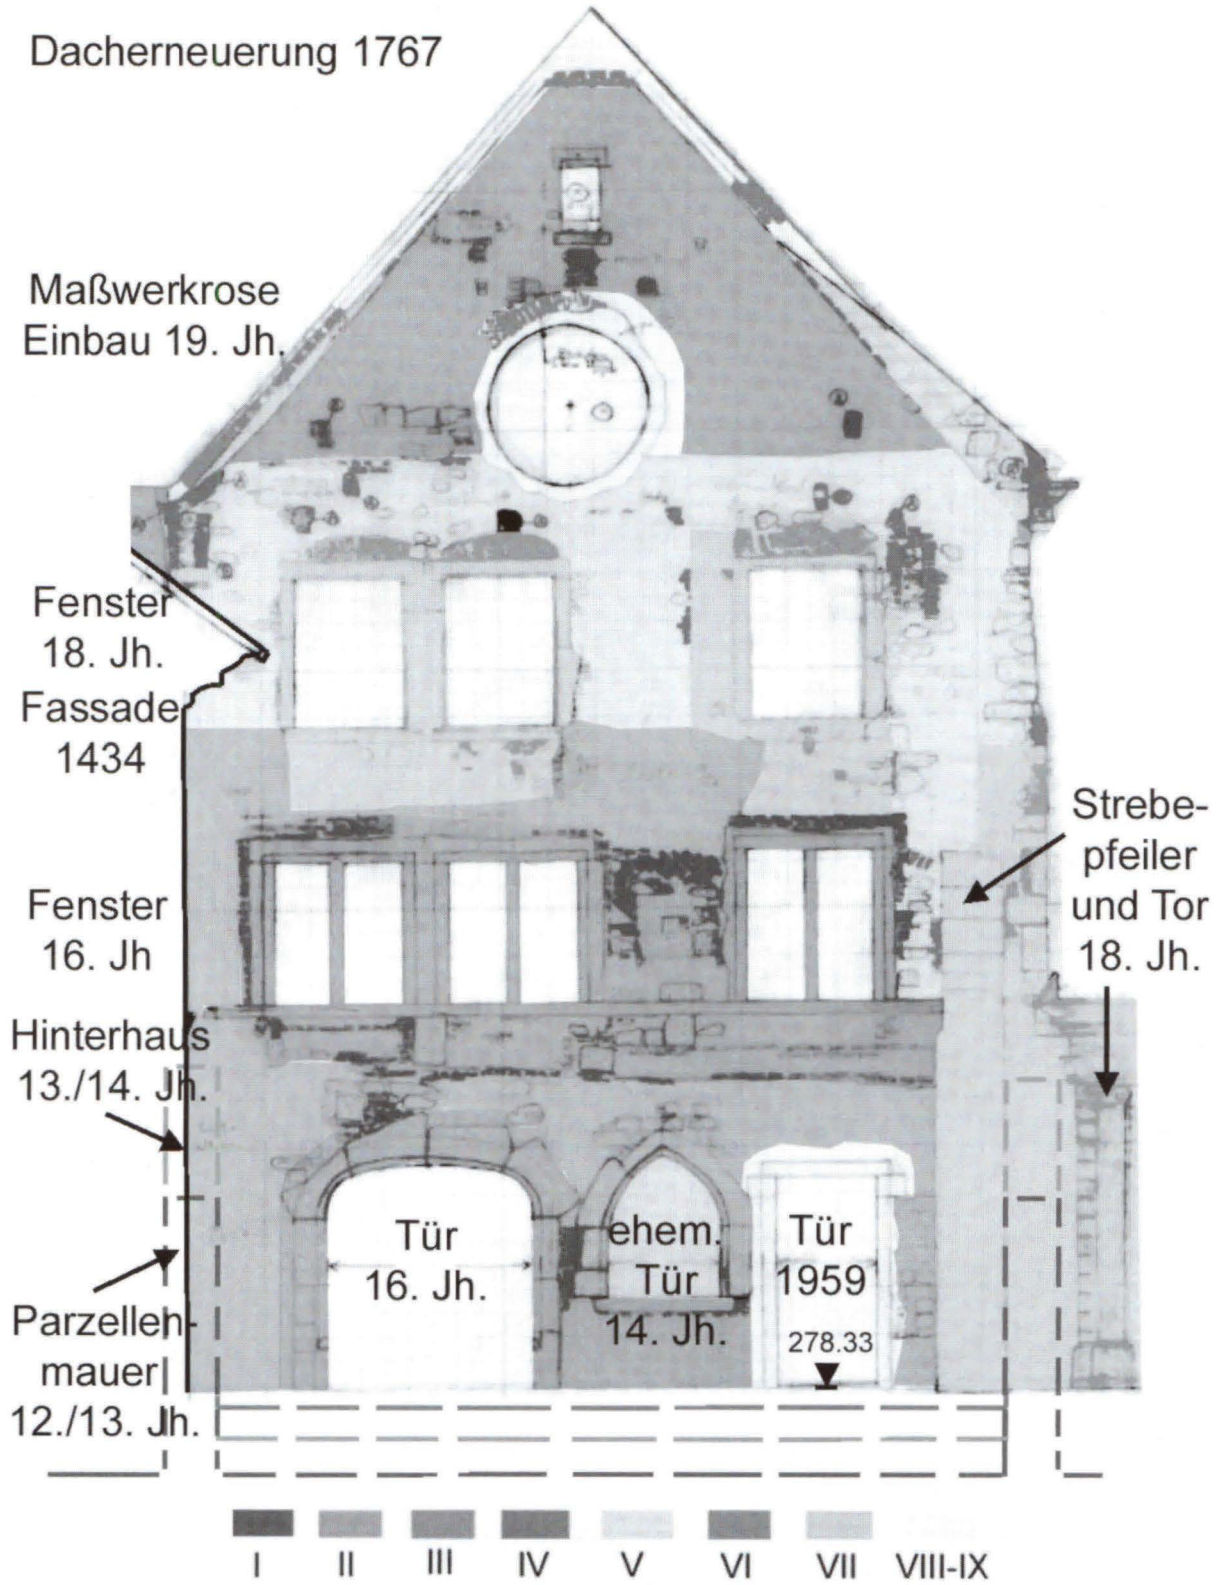 Dacherneuerung 1767
Maßwerkrose
Einbau 19. Jh.
Fenster
18. Jh.
Fassade
1434
Strebe-
pfeiler
und Tor
18. Jh.
Fenster
16. Jh
Hinterhaus
13./14. Jh.
Parzellen-
mauer
12./13. Jh.
Tür
16. Jh.
ehem.
Tür
14. Jh.
Tür
1959
278.33
I II III IV V VI VII VIII-IX